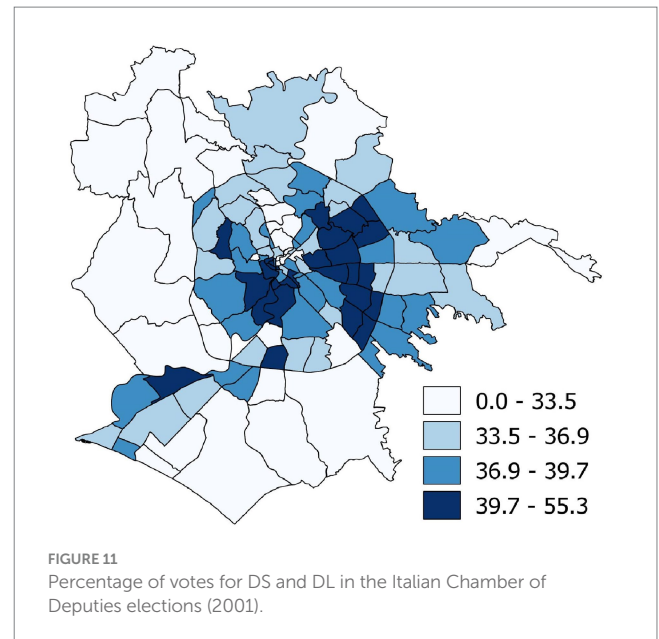 0.0 - 33.5
33.5 - 36.9
36.9 - 39.7
39.7 - 55.3
FIGURE 11
Percentage of votes for DS and DL in the Italian Chamber of
Deputies elections (2001).